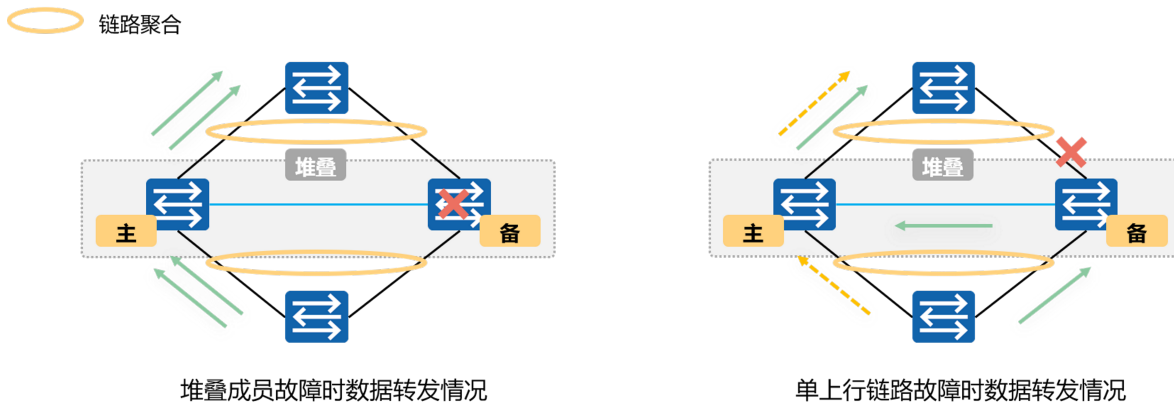 链路聚合
堆叠
主
备
堆叠成员故障时数据转发情况
堆叠
主
备
单上行链路故障时数据转发情况